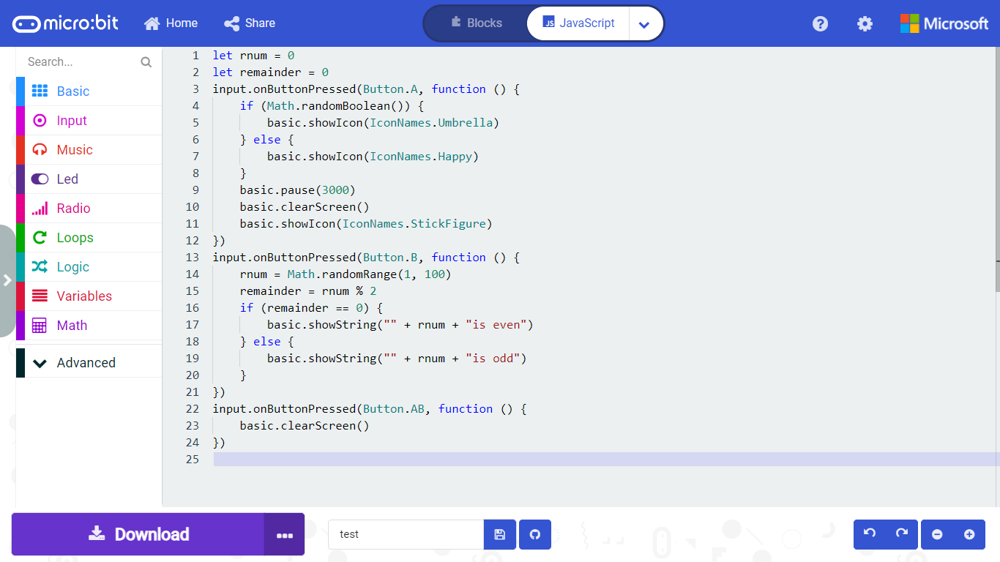 micro:bit Home Share Blocks JS JavaScript Microsoft
Search...
Basic
Input
Music
Led
Radio
Loops
Logic
Variables
Math
Advanced
1 let rnum = 0
2 let remainder = 0
3 input.onButtonPressed(Button.A, function () {
4     if (Math.randomBoolean()) {
5         basic.showIcon(IconNames.Umbrella)
6     } else {
7         basic.showIcon(IconNames.Happy)
8     }
9     basic.pause(3000)
10     basic.clearScreen()
11     basic.showIcon(IconNames.StickFigure)
12 })
13 input.onButtonPressed(Button.B, function () {
14     rnum = Math.randomRange(1, 100)
15     remainder = rnum % 2
16     if (remainder == 0) {
17         basic.showString("" + rnum + "is even")
18     } else {
19         basic.showString("" + rnum + "is odd")
20     }
21 })
22 input.onButtonPressed(Button.AB, function () {
23     basic.clearScreen()
24 })
25
Download ... test